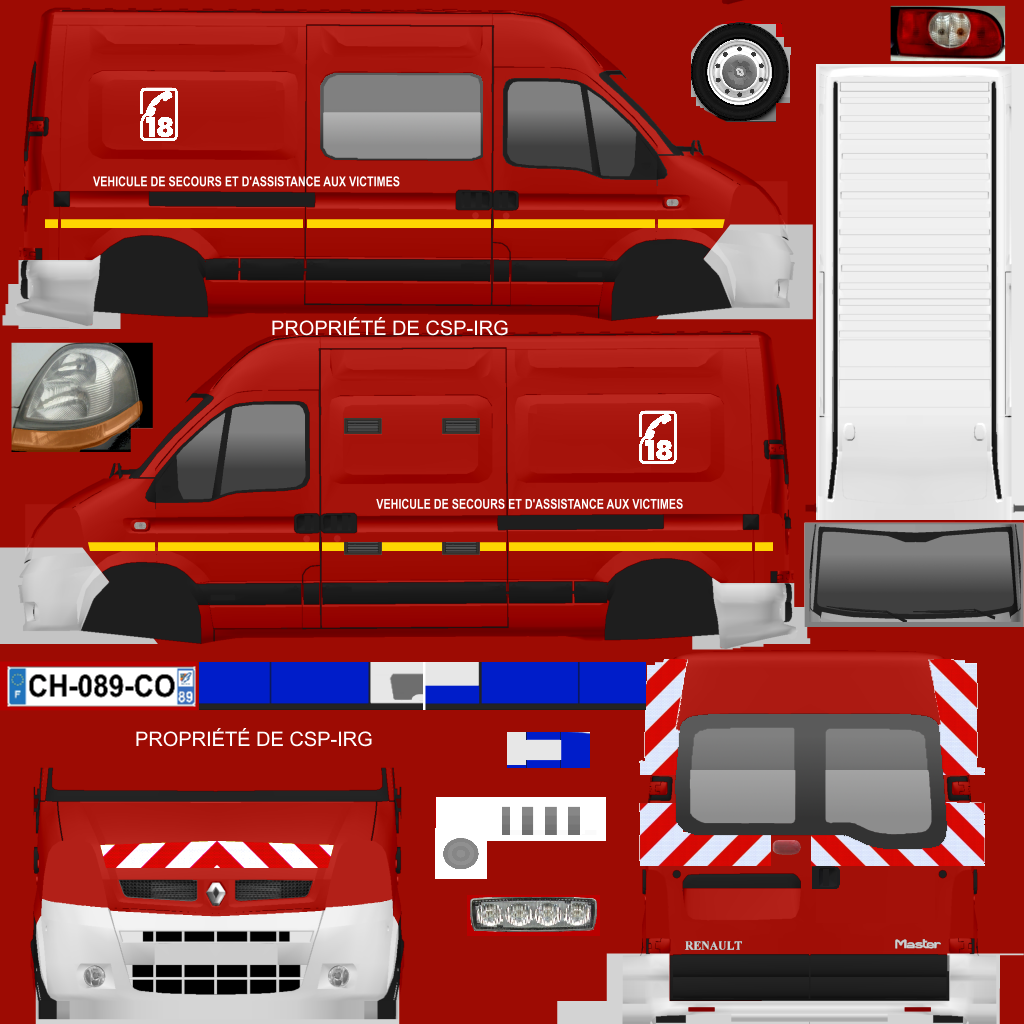 18
VEHICULE DE SECOURS ET D'ASSISTANCE AUX VICTIMES
PROPRIÉTÉ DE CSP-IRG
18
VEHICULE DE SECOURS ET D'ASSISTANCE AUX VICTIMES
F CH-089-CO 89
PROPRIÉTÉ DE CSP-IRG
RENAULT Master